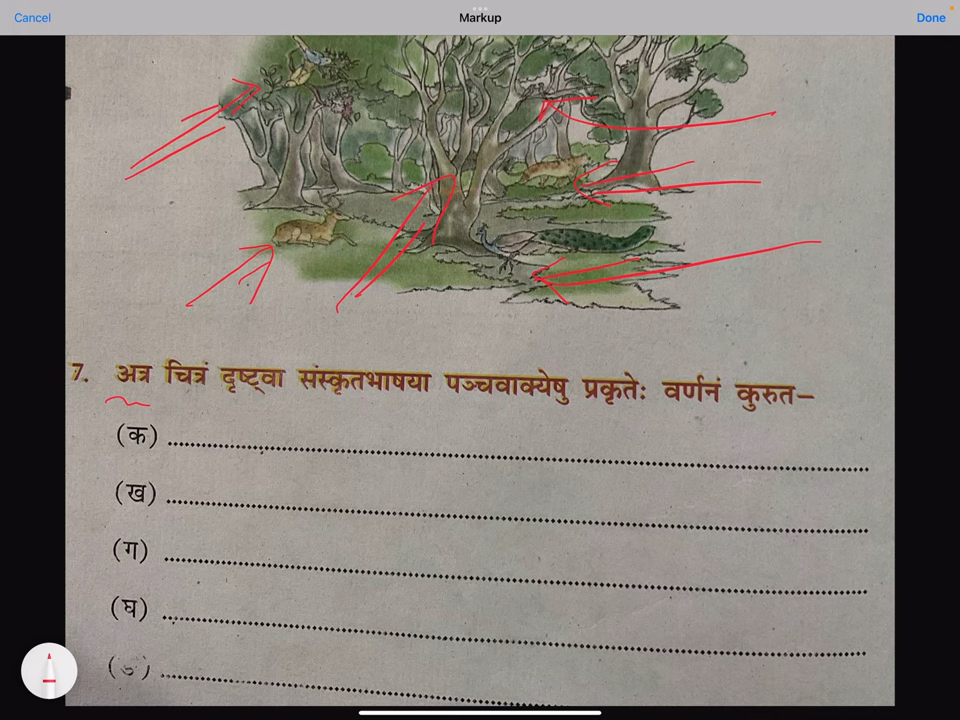 Cancel
Markup
Done
7. अत्र चित्रं दृष्ट्वा संस्कृतभाषया पञ्चवाक्येषु प्रकृतेः वर्णनं कुरुत–
(क)
(ख)
(ग)
(घ)